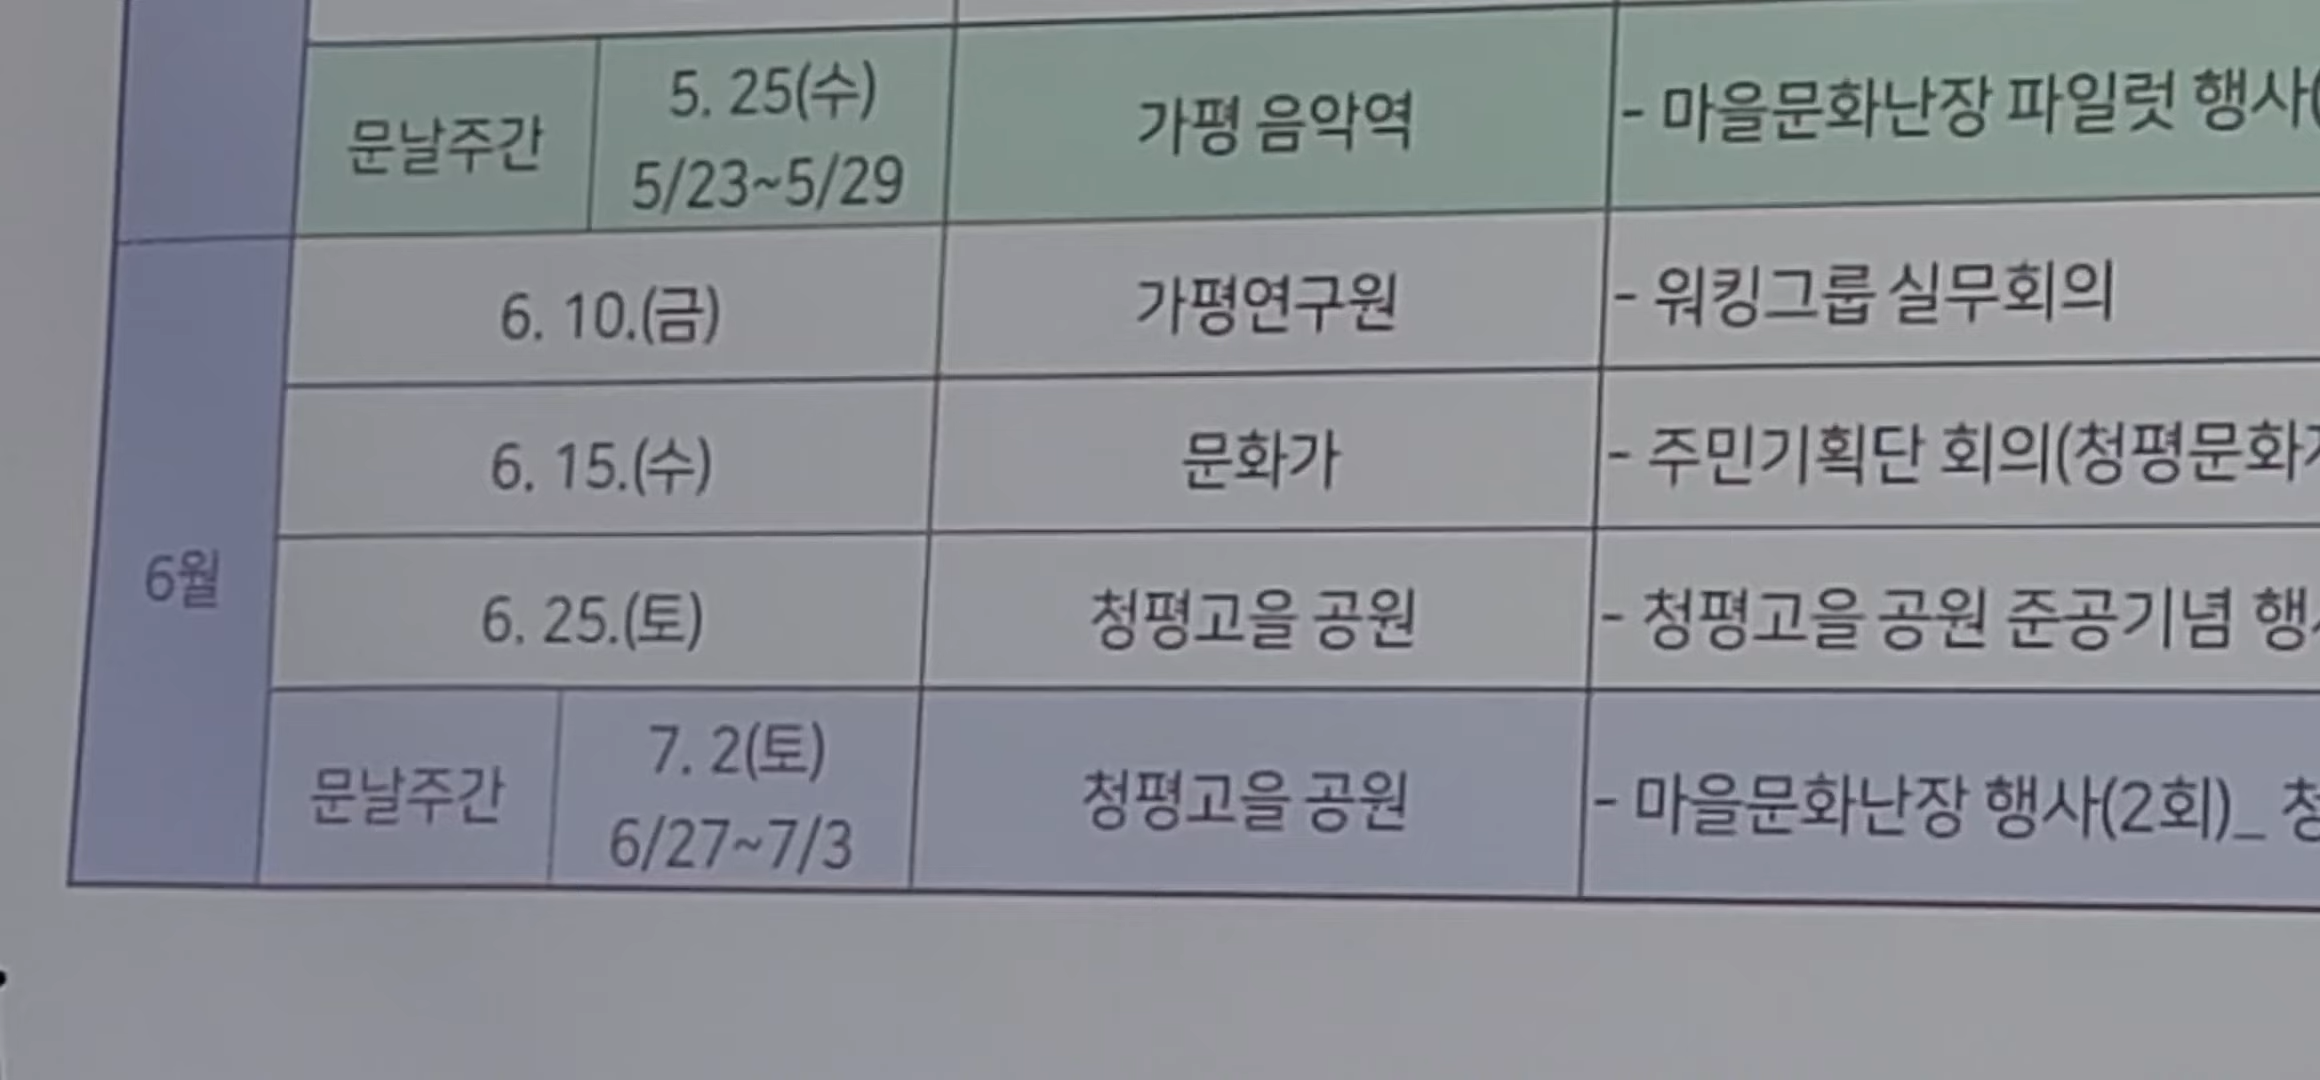 문날주간
5. 25(수)
5/23~5/29
가평 음악역
- 마을문화난장 파일럿 행사(
6. 10.(금)
가평연구원
- 워킹그룹 실무회의
6. 15.(수)
문화가
- 주민기획단 회의(청평문화
6월
6. 25.(토)
청평고을 공원
- 청평고을 공원 준공기념 행
문날주간
7. 2(토)
6/27~7/3
청평고을 공원
- 마을문화난장 행사(2회)_ 청